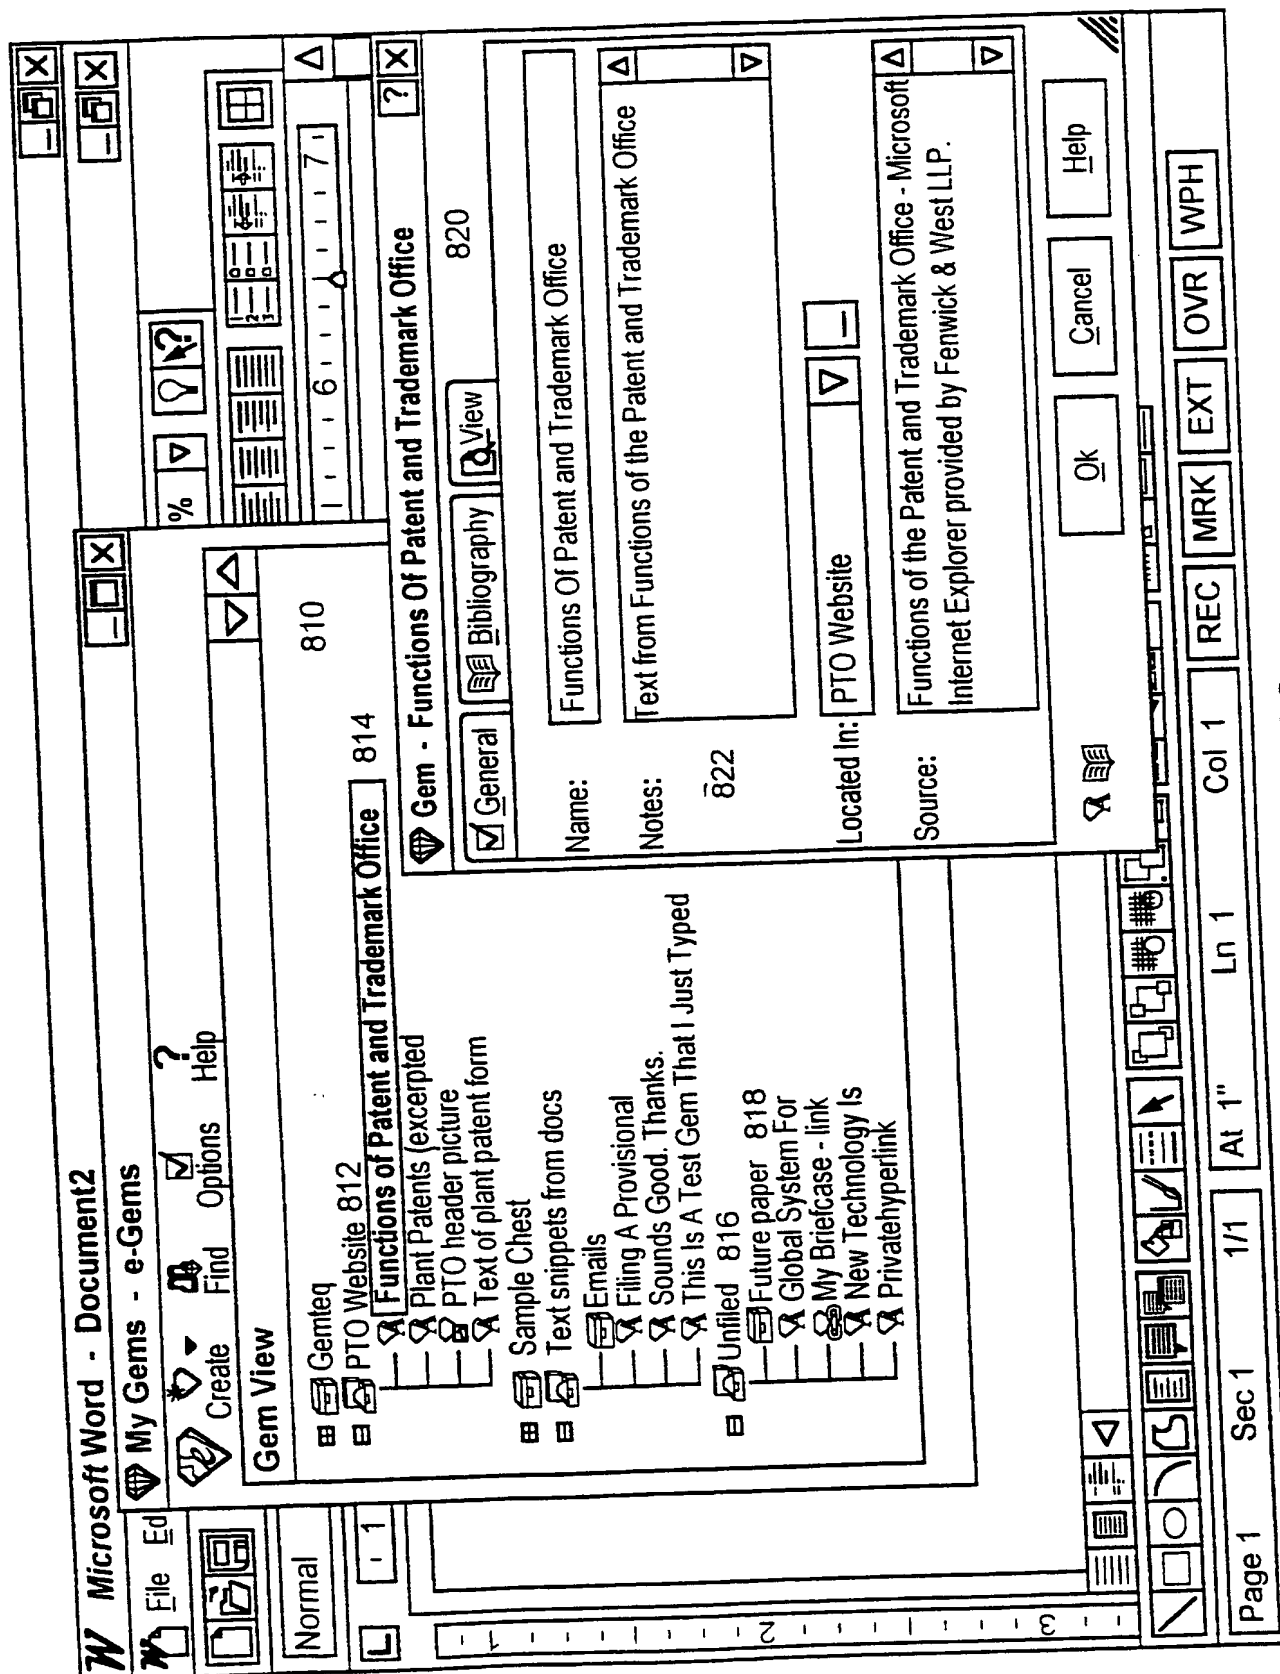 W Microsoft Word - Document2
My Gems - e-Gems
W File Ed
Create Find Options Help
%
Normal
Gem View
L 1 6 7
810
Gemteq
PTO Website 812
Functions of Patent and Trademark Office 814
Plant Patents (excerpted
PTO header picture
Text of plant patent form
Sample Chest
Text snippets from docs
Emails
Filing A Provisional
Sounds Good. Thanks.
This Is A Test Gem That I Just Typed
Unfiled 816
Future paper 818
Global System For
My Briefcase - link
New Technology Is
Privatehyperlink
Gem - Functions Of Patent and Trademark Office
General Bibliography View 820
Name: Functions Of Patent and Trademark Office
Notes: Text from Functions of the Patent and Trademark Office
822
Located In: PTO Website
Source: Functions of the Patent and Trademark Office - Microsoft
Internet Explorer provided by Fenwick & West LLP.
Ok Cancel Help
1
2
3
Page 1 Sec 1 1/1 At 1" Ln 1 Col 1 REC MRK EXT OVR WPH